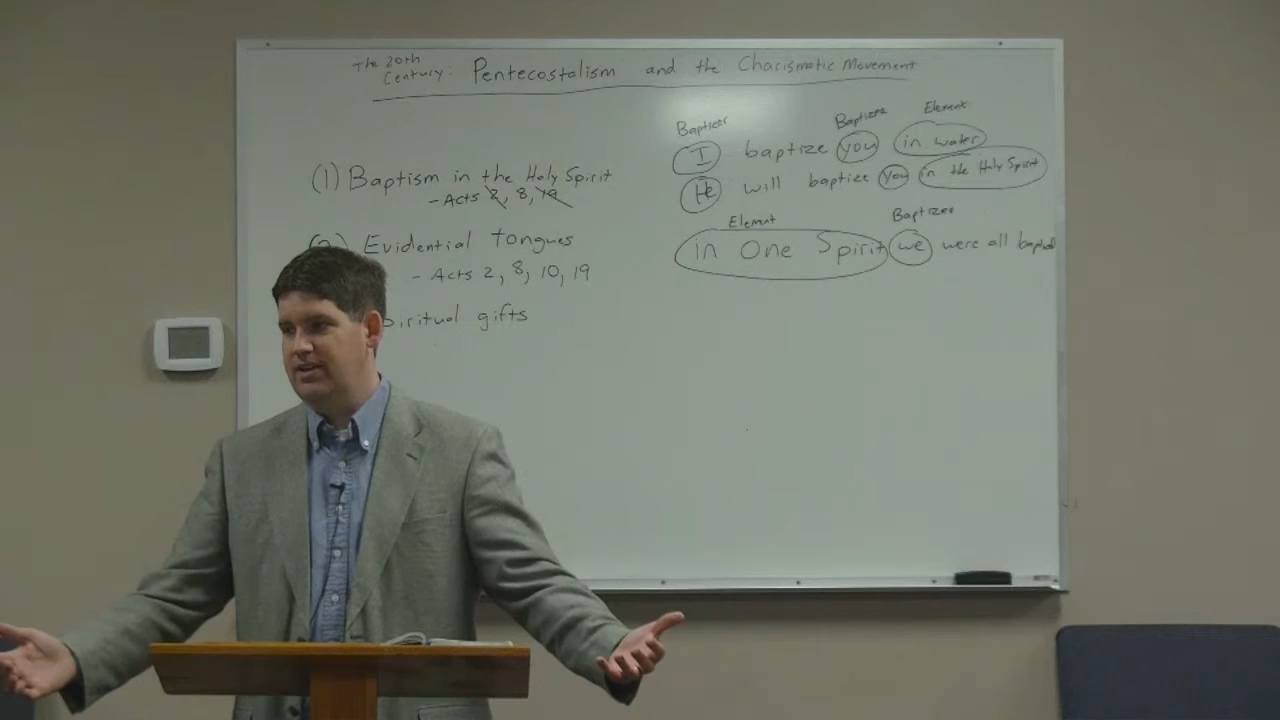 The 20th
Century: Pentecostalism and the Charismatic Movement
(1) Baptism in the Holy Spirit
- Acts 2, 8, 19
(2) Evidential tongues
- Acts 2, 8, 10, 19
piritual gifts
Baptizer Baptizee Element
I baptize you in water
He will baptize you in the Holy Spirit
Element Baptizee
in One Spirit we were all baptized